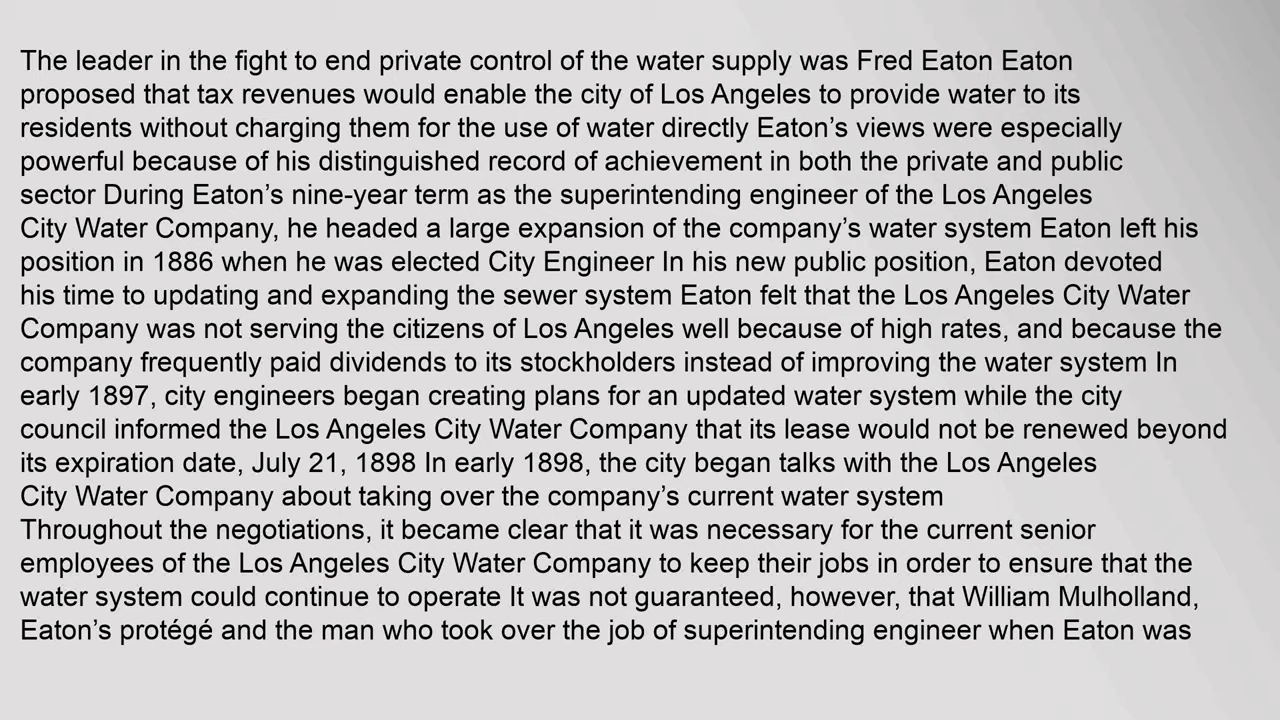 The leader in the fight to end private control of the water supply was Fred Eaton Eaton
proposed that tax revenues would enable the city of Los Angeles to provide water to its
residents without charging them for the use of water directly Eaton’s views were especially
powerful because of his distinguished record of achievement in both the private and public
sector During Eaton’s nine-year term as the superintending engineer of the Los Angeles
City Water Company, he headed a large expansion of the company’s water system Eaton left his
position in 1886 when he was elected City Engineer In his new public position, Eaton devoted
his time to updating and expanding the sewer system Eaton felt that the Los Angeles City Water
Company was not serving the citizens of Los Angeles well because of high rates, and because the
company frequently paid dividends to its stockholders instead of improving the water system In
early 1897, city engineers began creating plans for an updated water system while the city
council informed the Los Angeles City Water Company that its lease would not be renewed beyond
its expiration date, July 21, 1898 In early 1898, the city began talks with the Los Angeles
City Water Company about taking over the company’s current water system
Throughout the negotiations, it became clear that it was necessary for the current senior
employees of the Los Angeles City Water Company to keep their jobs in order to ensure that the
water system could continue to operate It was not guaranteed, however, that William Mulholland,
Eaton’s protégé and the man who took over the job of superintending engineer when Eaton was